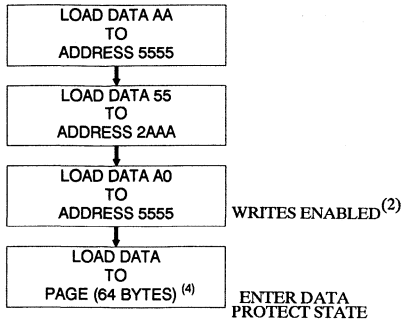 LOAD DATA AA
TO
ADDRESS 5555
LOAD DATA 55
TO
ADDRESS 2AAA
LOAD DATA A0
TO
ADDRESS 5555
WRITES ENABLED(2)
LOAD DATA
TO
PAGE (64 BYTES) (4)
ENTER DATA
PROTECT STATE